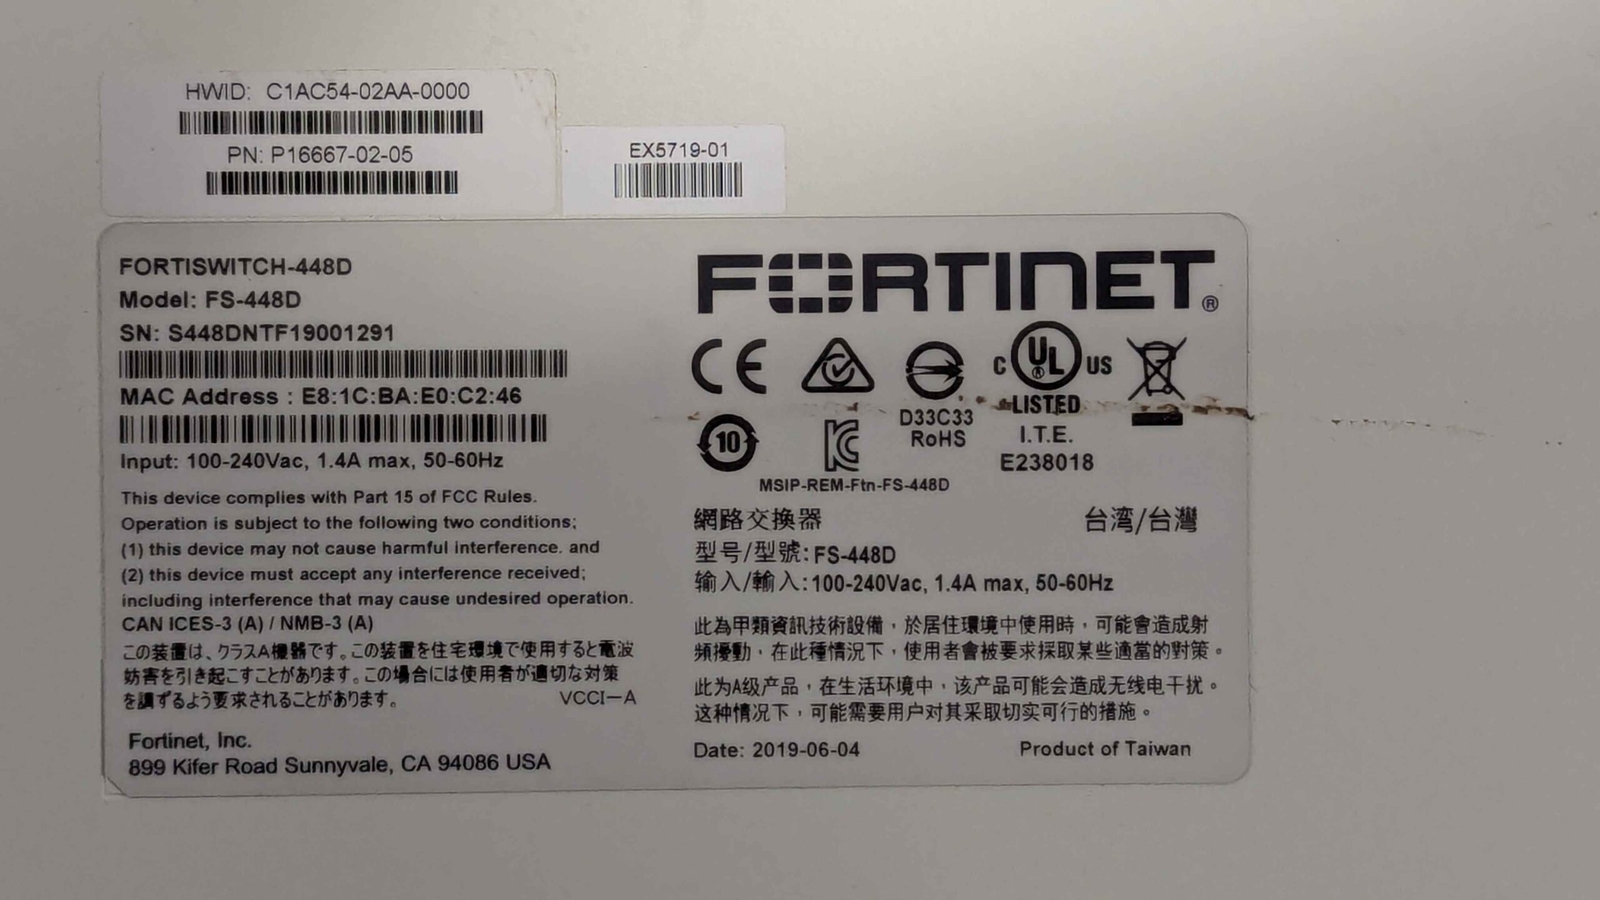 HWID: C1AC54-02AA-0000
PN: P16667-02-05
EX5719-01
FORTISWITCH-448D
Model: FS-448D
SN: S448DNTF19001291
MAC Address : E8:1C:BA:E0:C2:46
Input: 100-240Vac, 1.4A max, 50-60Hz
This device complies with Part 15 of FCC Rules.
Operation is subject to the following two conditions;
(1) this device may not cause harmful interference. and
(2) this device must accept any interference received;
including interference that may cause undesired operation.
CAN ICES-3 (A) / NMB-3 (A)
この装置は、クラスA機器です。この装置を住宅環境で使用すると電波
妨害を引き起こすことがあります。この場合には使用者が適切な対策
を講ずるよう要求されることがあります。 VCCI－A
Fortinet, Inc.
899 Kifer Road Sunnyvale, CA 94086 USA
FORTINET®
CE
C UL® US
LISTED
I.T.E.
E238018
D33C33
RoHS
10
KC
MSIP-REM-Ftn-FS-448D
網路交換器 台湾/台灣
型号/型號: FS-448D
输入/輸入: 100-240Vac, 1.4A max, 50-60Hz
此為甲類資訊技術設備，於居住環境中使用時，可能會造成射
頻擾動，在此種情況下，使用者會被要求採取某些適當的對策。
此为A级产品，在生活环境中，该产品可能会造成无线电干扰。
这种情况下，可能需要用户对其采取切实可行的措施。
Date: 2019-06-04 Product of Taiwan